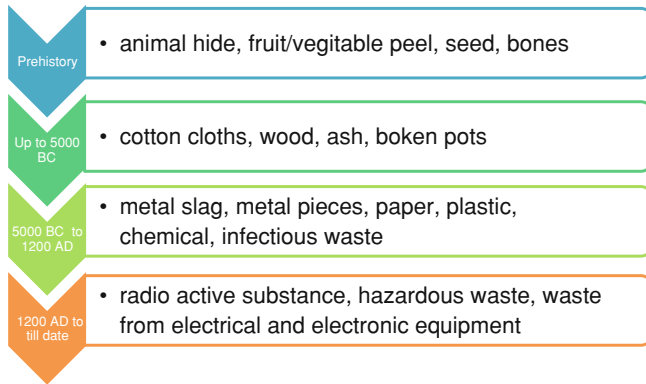 Prehistory
• animal hide, fruit/vegitable peel, seed, bones
Up to 5000
BC
• cotton cloths, wood, ash, boken pots
5000 BC to
1200 AD
• metal slag, metal pieces, paper, plastic,
chemical, infectious waste
1200 AD to
till date
• radio active substance, hazardous waste, waste
from electrical and electronic equipment